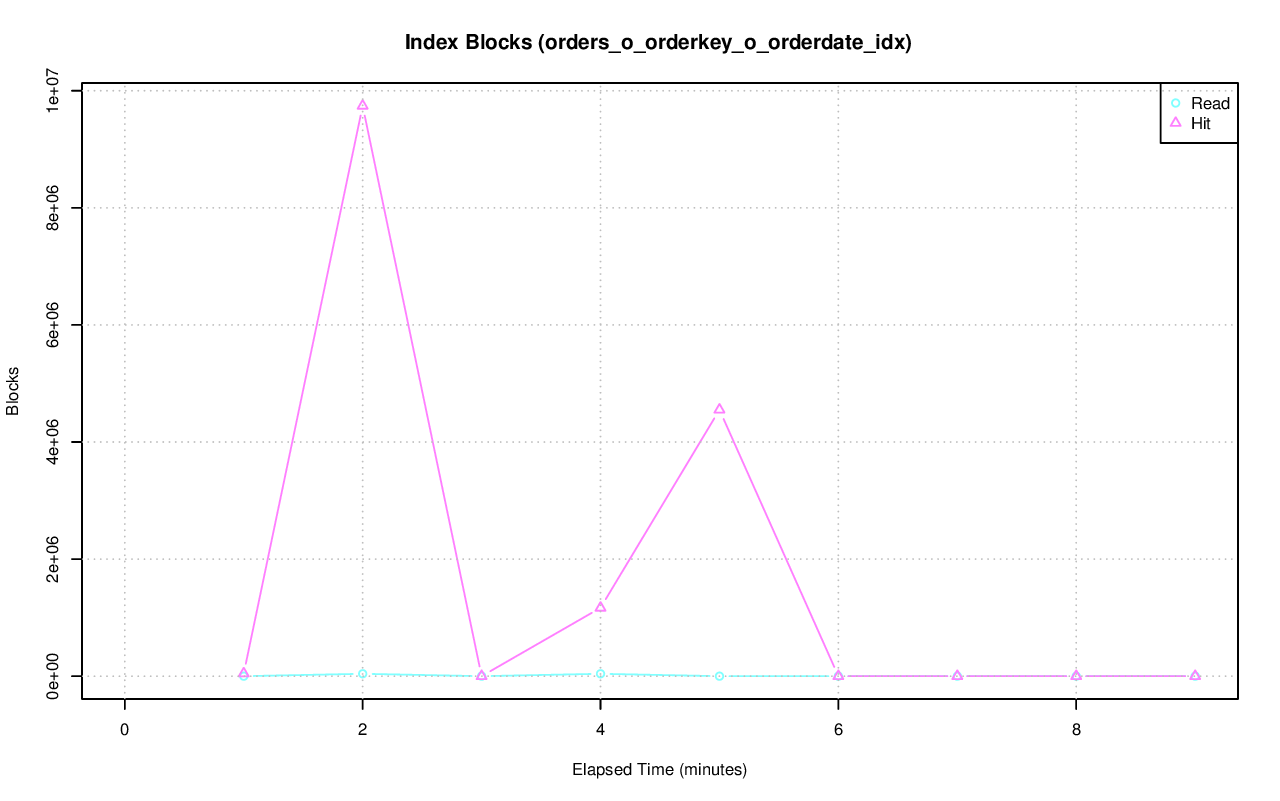 Index Blocks (orders_o_orderkey_o_orderdate_idx)
1e+07
8e+06
6e+06
4e+06
2e+06
0e+00
Blocks
Read
Hit
0 2 4 6 8
Elapsed Time (minutes)